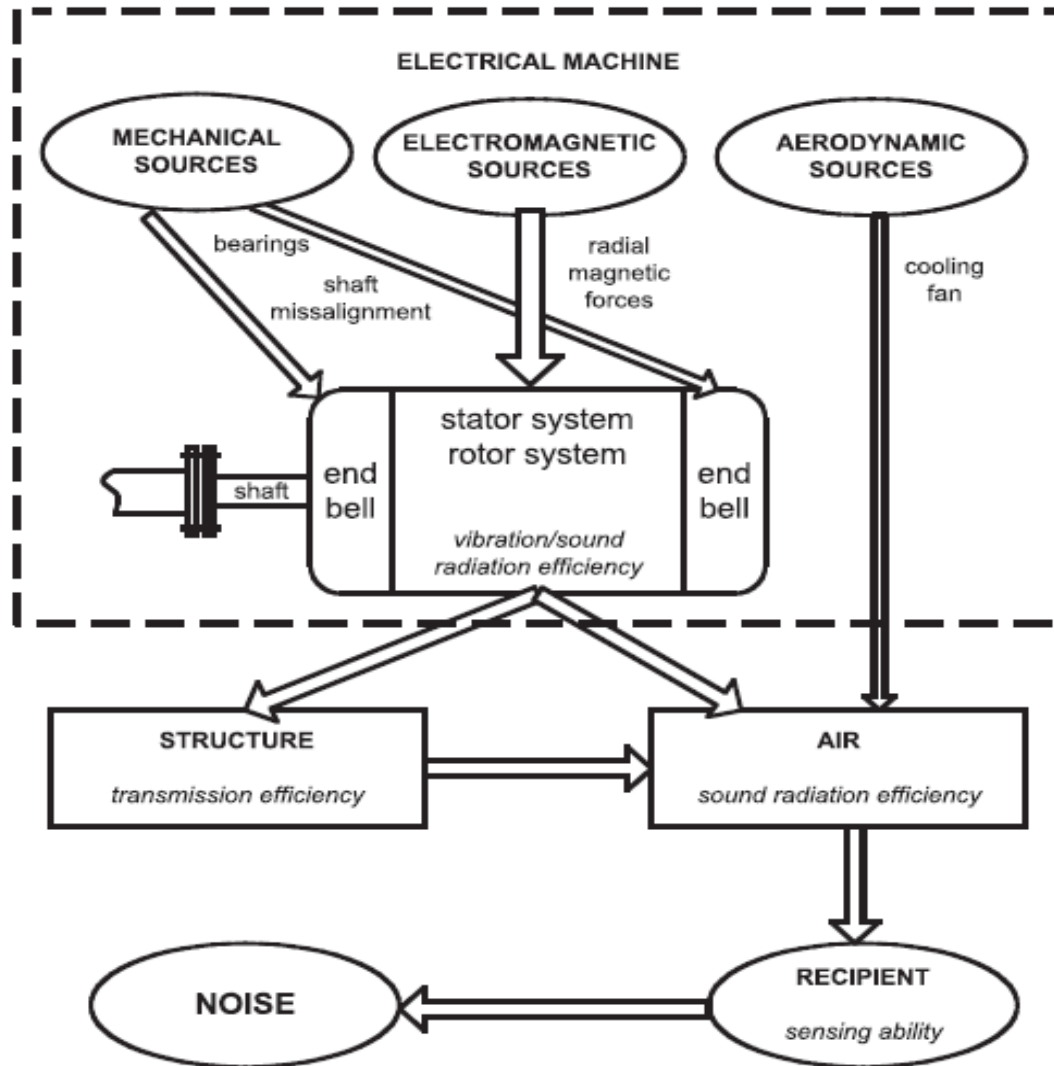 ELECTRICAL MACHINE
MECHANICAL
SOURCES
ELECTROMAGNETIC
SOURCES
AERODYNAMIC
SOURCES
bearings
shaft
missalignment
radial
magnetic
forces
cooling
fan
stator system
rotor system
end
bell
shaft
end
bell
vibration/sound
radiation efficiency
STRUCTURE
transmission efficiency
AIR
sound radiation efficiency
NOISE
RECIPIENT
sensing ability